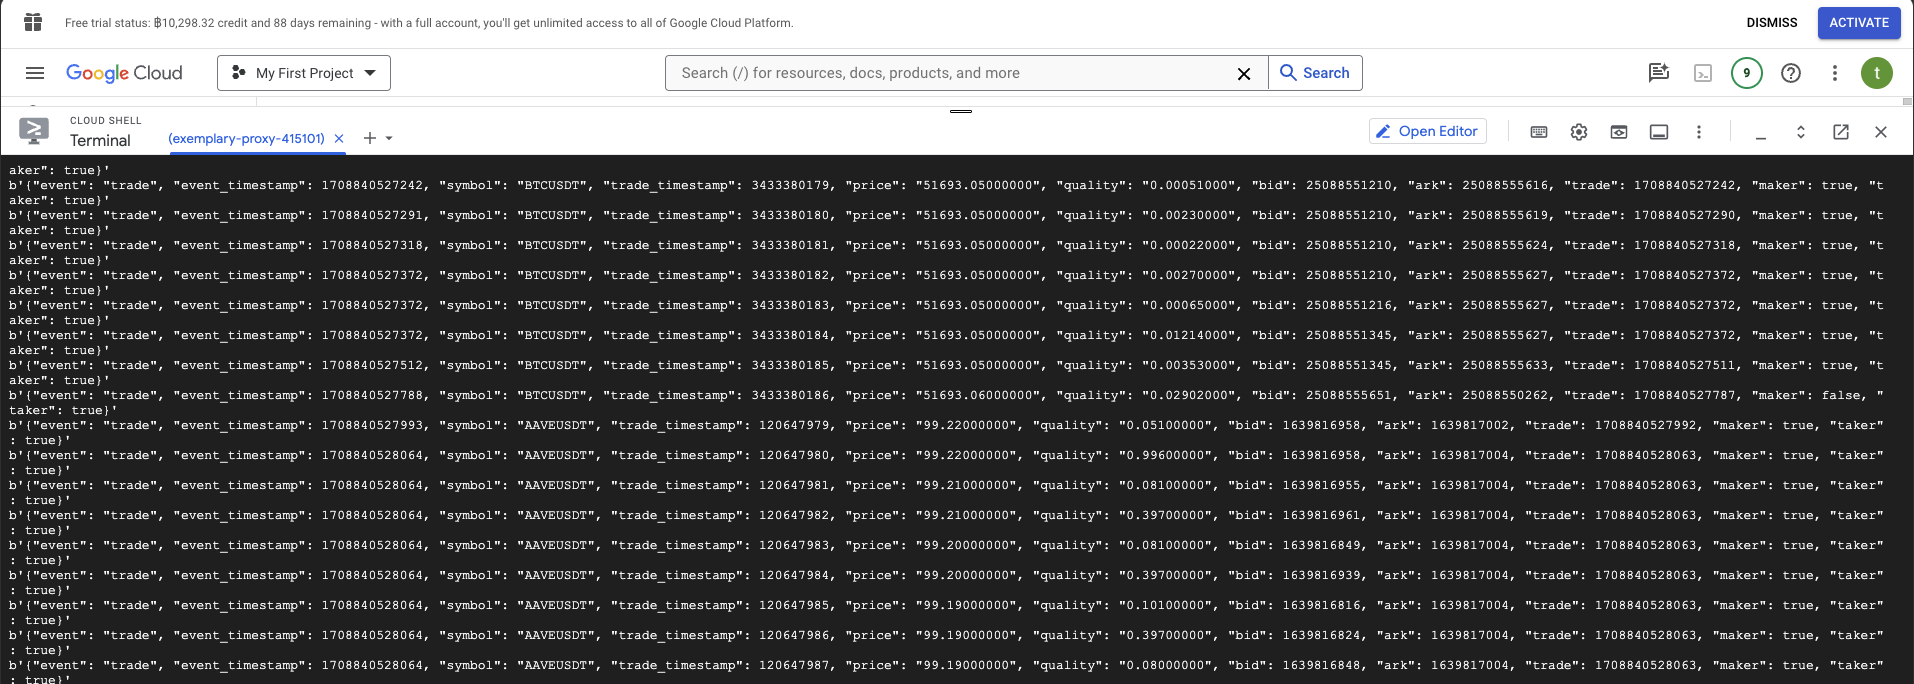 Free trial status: ฿10,298.32 credit and 88 days remaining - with a full account, you'll get unlimited access to all of Google Cloud Platform.
DISMISS
ACTIVATE
Google Cloud
My First Project
Search (/) for resources, docs, products, and more
Search
9
t
CLOUD SHELL
Terminal
(exemplary-proxy-415101)
Open Editor
aker": true}'
b'{"event": "trade", "event_timestamp": 1708840527242, "symbol": "BTCUSDT", "trade_timestamp": 3433380179, "price": "51693.05000000", "quality": "0.00051000", "bid": 25088551210, "ark": 25088555616, "trade": 1708840527242, "maker": true, "t
aker": true}'
b'{"event": "trade", "event_timestamp": 1708840527291, "symbol": "BTCUSDT", "trade_timestamp": 3433380180, "price": "51693.05000000", "quality": "0.00230000", "bid": 25088551210, "ark": 25088555619, "trade": 1708840527290, "maker": true, "t
aker": true}'
b'{"event": "trade", "event_timestamp": 1708840527318, "symbol": "BTCUSDT", "trade_timestamp": 3433380181, "price": "51693.05000000", "quality": "0.00022000", "bid": 25088551210, "ark": 25088555624, "trade": 1708840527318, "maker": true, "t
aker": true}'
b'{"event": "trade", "event_timestamp": 1708840527372, "symbol": "BTCUSDT", "trade_timestamp": 3433380182, "price": "51693.05000000", "quality": "0.00270000", "bid": 25088551210, "ark": 25088555627, "trade": 1708840527372, "maker": true, "t
aker": true}'
b'{"event": "trade", "event_timestamp": 1708840527372, "symbol": "BTCUSDT", "trade_timestamp": 3433380183, "price": "51693.05000000", "quality": "0.00065000", "bid": 25088551216, "ark": 25088555627, "trade": 1708840527372, "maker": true, "t
aker": true}'
b'{"event": "trade", "event_timestamp": 1708840527372, "symbol": "BTCUSDT", "trade_timestamp": 3433380184, "price": "51693.05000000", "quality": "0.01214000", "bid": 25088551345, "ark": 25088555627, "trade": 1708840527372, "maker": true, "t
aker": true}'
b'{"event": "trade", "event_timestamp": 1708840527512, "symbol": "BTCUSDT", "trade_timestamp": 3433380185, "price": "51693.05000000", "quality": "0.00353000", "bid": 25088551345, "ark": 25088555633, "trade": 1708840527511, "maker": true, "t
aker": true}'
b'{"event": "trade", "event_timestamp": 1708840527788, "symbol": "BTCUSDT", "trade_timestamp": 3433380186, "price": "51693.06000000", "quality": "0.02902000", "bid": 25088555651, "ark": 25088550262, "trade": 1708840527787, "maker": false, "
taker": true}'
b'{"event": "trade", "event_timestamp": 1708840527993, "symbol": "AAVEUSDT", "trade_timestamp": 120647979, "price": "99.22000000", "quality": "0.05100000", "bid": 1639816958, "ark": 1639817002, "trade": 1708840527992, "maker": true, "taker"
: true}'
b'{"event": "trade", "event_timestamp": 1708840528064, "symbol": "AAVEUSDT", "trade_timestamp": 120647980, "price": "99.22000000", "quality": "0.99600000", "bid": 1639816958, "ark": 1639817004, "trade": 1708840528063, "maker": true, "taker"
: true}'
b'{"event": "trade", "event_timestamp": 1708840528064, "symbol": "AAVEUSDT", "trade_timestamp": 120647981, "price": "99.21000000", "quality": "0.08100000", "bid": 1639816955, "ark": 1639817004, "trade": 1708840528063, "maker": true, "taker"
: true}'
b'{"event": "trade", "event_timestamp": 1708840528064, "symbol": "AAVEUSDT", "trade_timestamp": 120647982, "price": "99.21000000", "quality": "0.39700000", "bid": 1639816961, "ark": 1639817004, "trade": 1708840528063, "maker": true, "taker"
: true}'
b'{"event": "trade", "event_timestamp": 1708840528064, "symbol": "AAVEUSDT", "trade_timestamp": 120647983, "price": "99.20000000", "quality": "0.08100000", "bid": 1639816849, "ark": 1639817004, "trade": 1708840528063, "maker": true, "taker"
: true}'
b'{"event": "trade", "event_timestamp": 1708840528064, "symbol": "AAVEUSDT", "trade_timestamp": 120647984, "price": "99.20000000", "quality": "0.39700000", "bid": 1639816939, "ark": 1639817004, "trade": 1708840528063, "maker": true, "taker"
: true}'
b'{"event": "trade", "event_timestamp": 1708840528064, "symbol": "AAVEUSDT", "trade_timestamp": 120647985, "price": "99.19000000", "quality": "0.10100000", "bid": 1639816816, "ark": 1639817004, "trade": 1708840528063, "maker": true, "taker"
: true}'
b'{"event": "trade", "event_timestamp": 1708840528064, "symbol": "AAVEUSDT", "trade_timestamp": 120647986, "price": "99.19000000", "quality": "0.39700000", "bid": 1639816824, "ark": 1639817004, "trade": 1708840528063, "maker": true, "taker"
: true}'
b'{"event": "trade", "event_timestamp": 1708840528064, "symbol": "AAVEUSDT", "trade_timestamp": 120647987, "price": "99.19000000", "quality": "0.08000000", "bid": 1639816848, "ark": 1639817004, "trade": 1708840528063, "maker": true, "taker"
: true}'